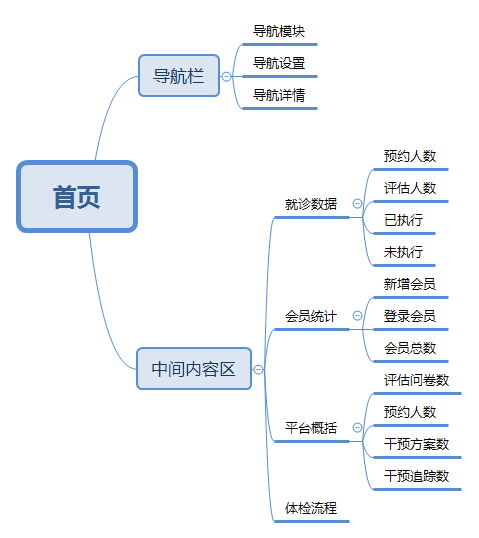 首页
导航栏
导航模块
导航设置
导航详情
中间内容区
就诊数据
预约人数
评估人数
已执行
未执行
会员统计
新增会员
登录会员
会员总数
平台概括
评估问卷数
预约人数
干预方案数
干预追踪数
体检流程